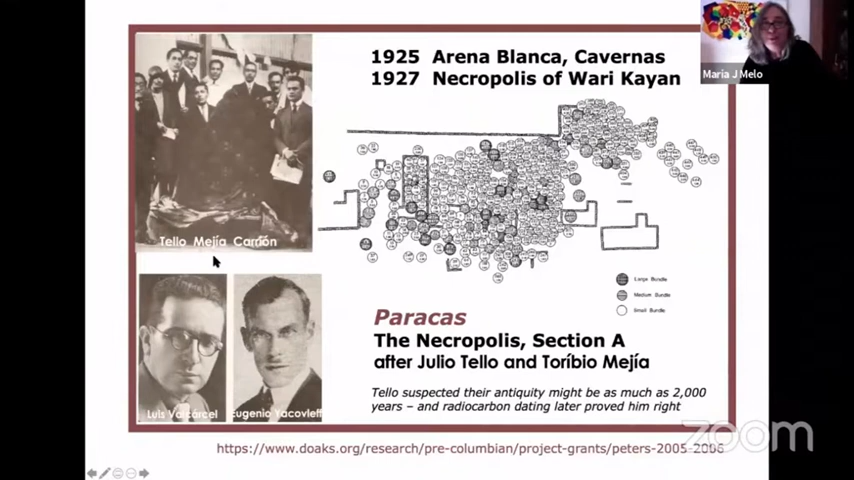 1925 Arena Blanca, Cavernas
1927 Necropolis of Wari Kayan
Maria J Melo
Tello Mejía Carrión
Large Bundle
Medium Bundle
Small Bundle
Paracas
The Necropolis, Section A
after Julio Tello and Toríbio Mejía
Tello suspected their antiquity might be as much as 2,000
years – and radiocarbon dating later proved him right
Luis Valcárcel
Eugenio Yacovleff
zoom
https://www.doaks.org/research/pre-columbian/project-grants/peters-2005-2006